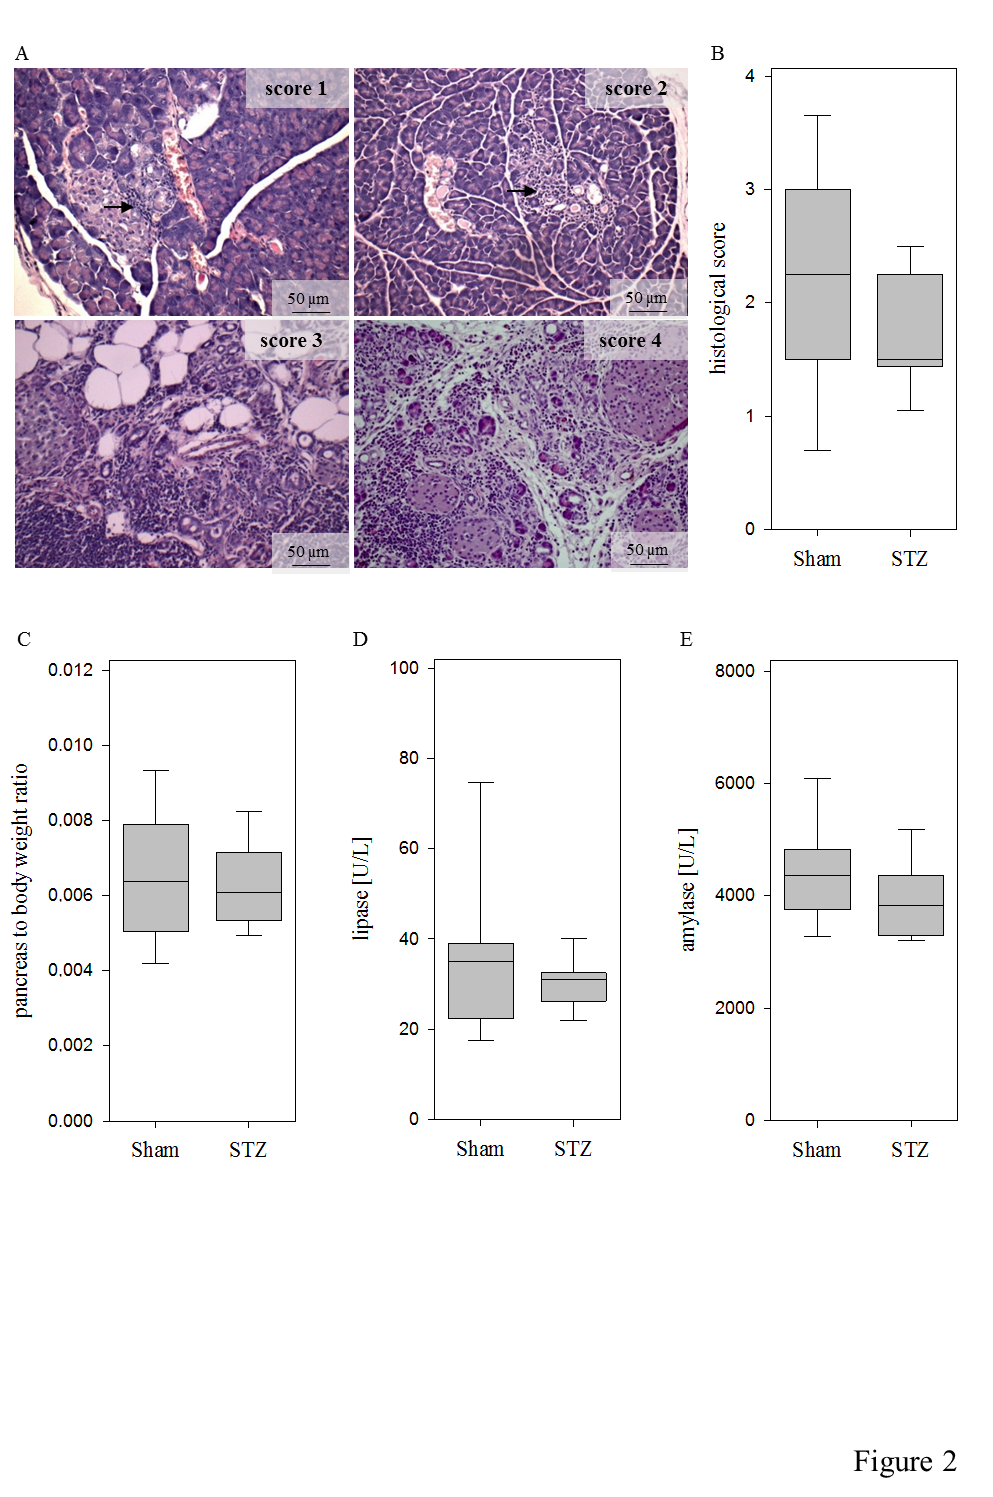 A
score 1
50 µm
score 2
50 µm
score 3
50 µm
score 4
50 µm
B
histological score
4
3
2
1
0
Sham STZ
C
pancreas to body weight ratio
0.012
0.010
0.008
0.006
0.004
0.002
0.000
Sham STZ
D
lipase [U/L]
100
80
60
40
20
0
Sham STZ
E
amylase [U/L]
8000
6000
4000
2000
0
Sham STZ
Figure 2